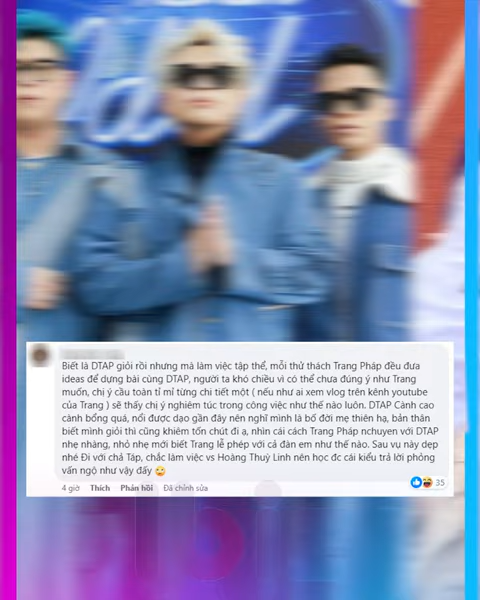 Biết là DTAP giỏi rồi nhưng mà làm việc tập thể, mỗi thử thách Trang Pháp đều đưa
ideas để dựng bài cùng DTAP, người ta khó chiều vì có thể chưa đúng ý như Trang
muốn, chị ý cầu toàn tỉ mỉ từng chi tiết một ( nếu như ai xem vlog trên kênh youtube
của Trang ) sẽ thấy chị ý nghiêm túc trong công việc như thế nào luôn. DTAP Cành cao
cành bổng quá, nổi được dạo gần đây nên nghĩ mình là bố đời mẹ thiên hạ, bản thân
biết mình giỏi thì cũng khiêm tốn chút đi ạ, nhìn cái cách Trang Pháp nchuyen với DTAP
nhẹ nhàng, nhỏ nhẹ mới biết Trang lễ phép với cả đàn em như thế nào. Sau vụ này dẹp
nhé Đi với chả Táp, chắc làm việc vs Hoàng Thuỳ Linh nên học đc cái kiểu trả lời phỏng
vấn ngộ như vậy đấy 🙄
4 giờ Thích Phản hồi Đã chỉnh sửa 35